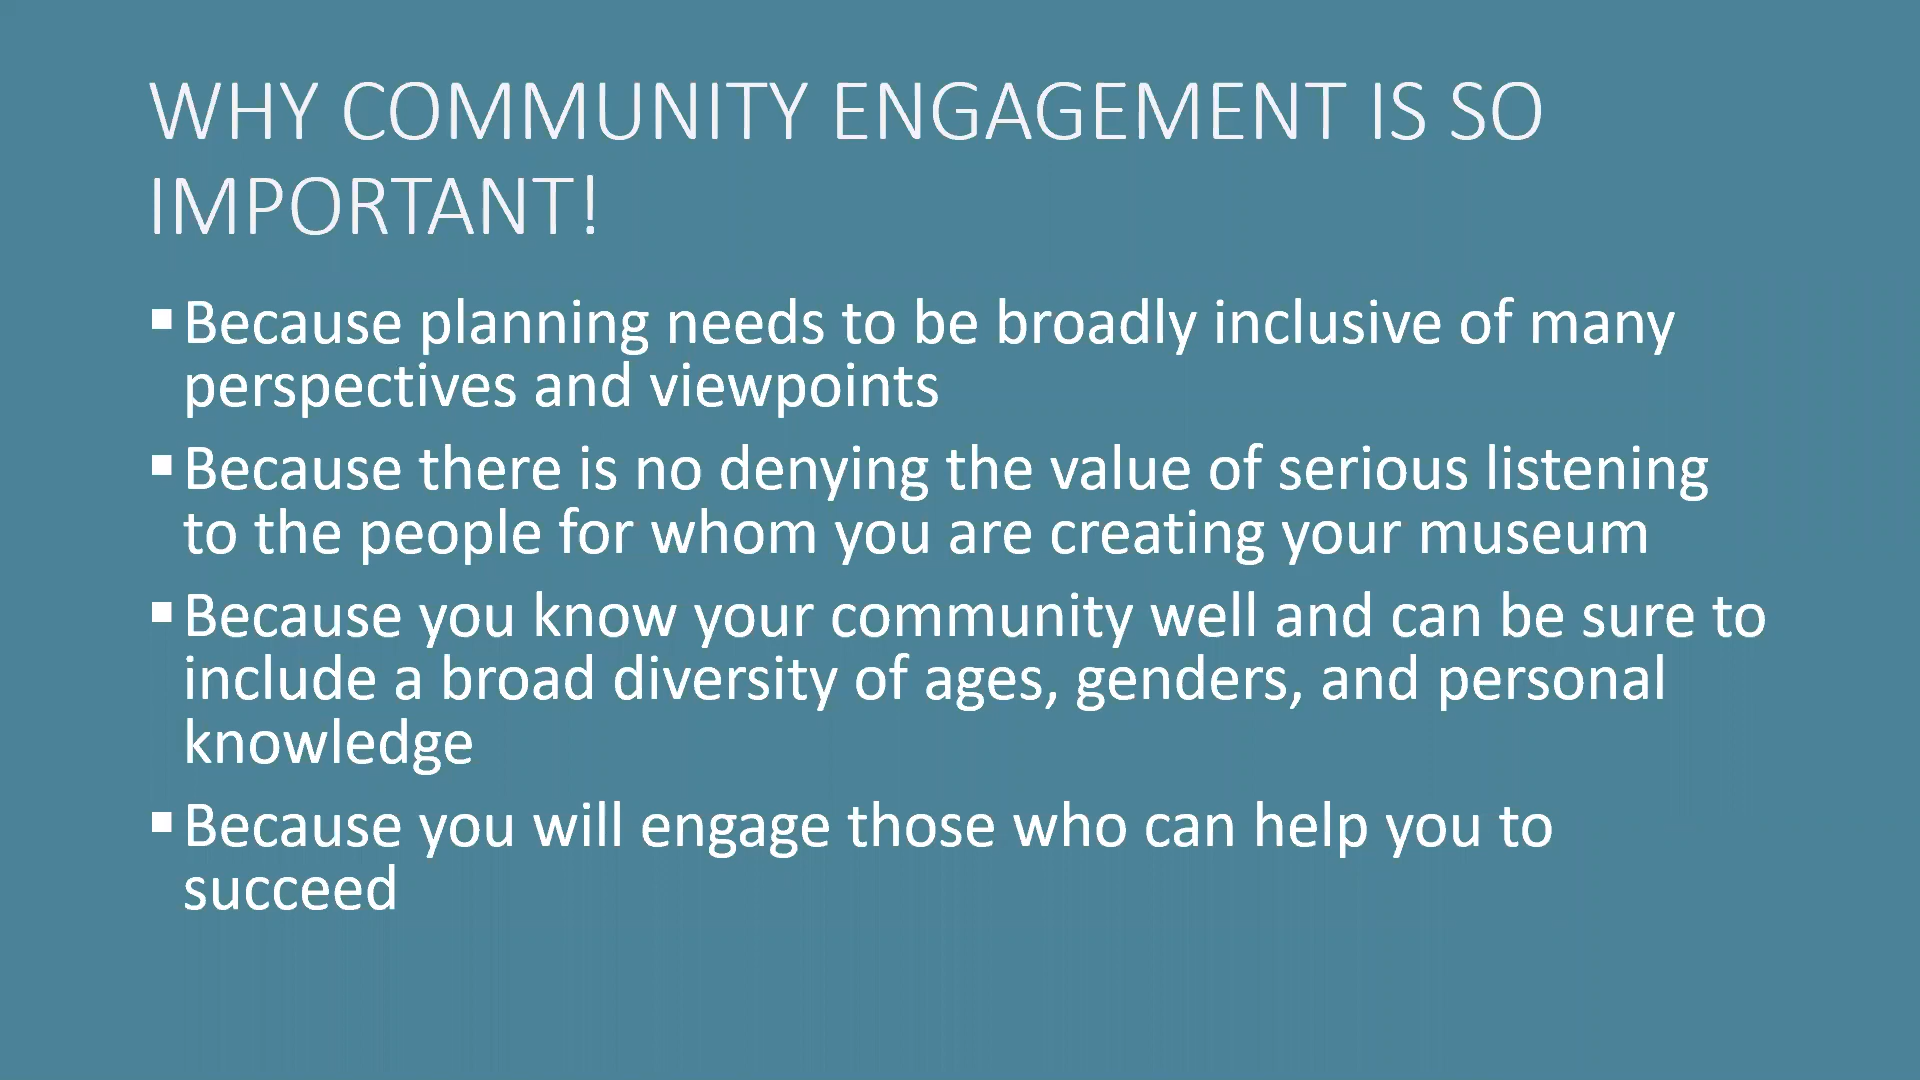 WHY COMMUNITY ENGAGEMENT IS SO
IMPORTANT!
▪Because planning needs to be broadly inclusive of many
perspectives and viewpoints
▪Because there is no denying the value of serious listening
to the people for whom you are creating your museum
▪Because you know your community well and can be sure to
include a broad diversity of ages, genders, and personal
knowledge
▪Because you will engage those who can help you to
succeed